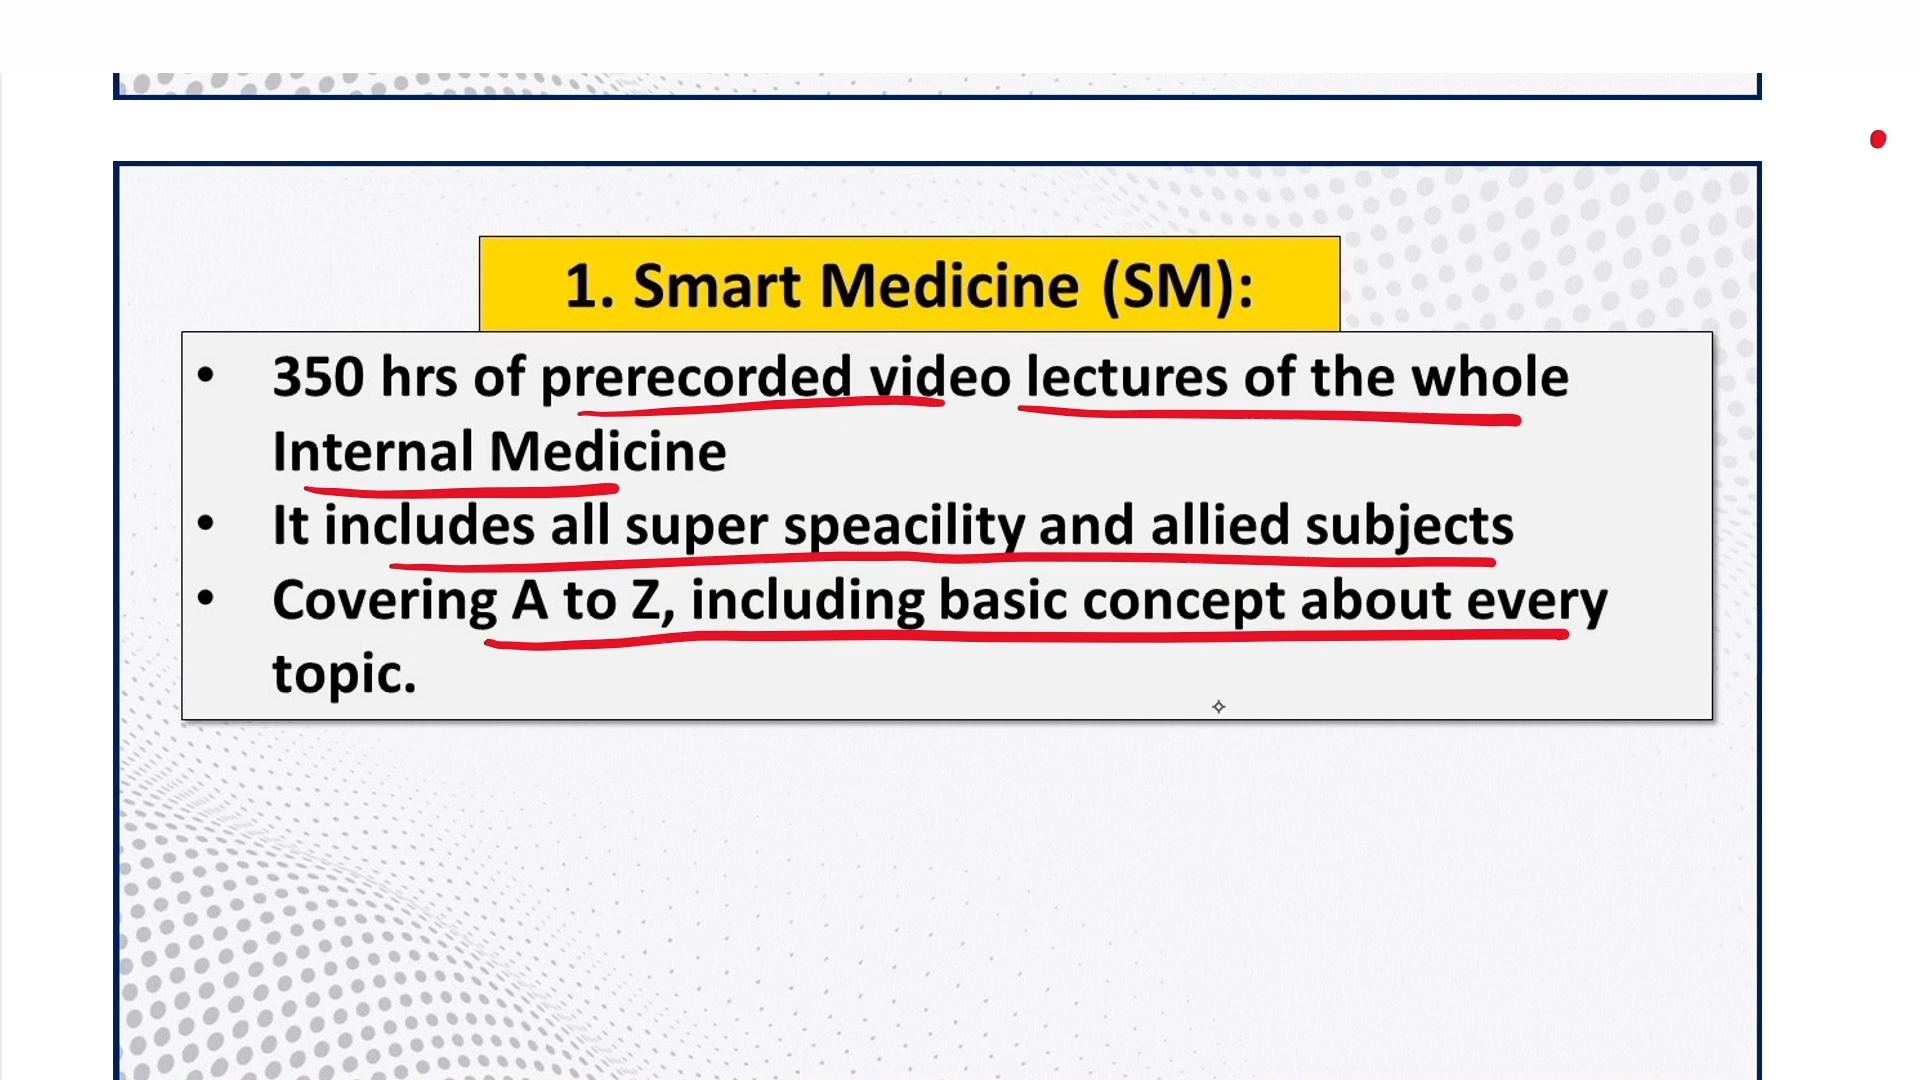 1. Smart Medicine (SM):
• 350 hrs of prerecorded video lectures of the whole
Internal Medicine
• It includes all super speacility and allied subjects
• Covering A to Z, including basic concept about every
topic.